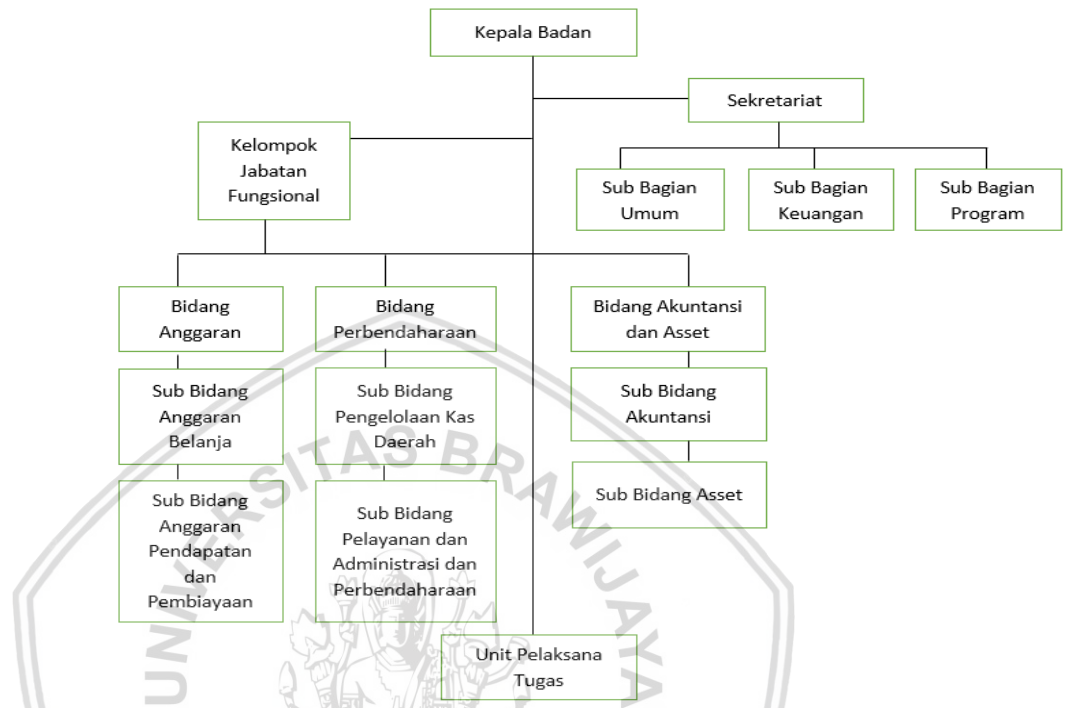 Kepala Badan
Sekretariat
Kelompok
Jabatan
Fungsional
Sub Bagian
Umum
Sub Bagian
Keuangan
Sub Bagian
Program
Bidang
Anggaran
Bidang
Perbendaharaan
Bidang Akuntansi
dan Asset
Sub Bidang
Anggaran
Belanja
Sub Bidang
Pengelolaan Kas
Daerah
Sub Bidang
Akuntansi
Sub Bidang
Anggaran
Pendapatan
dan
Pembiayaan
Sub Bidang
Pelayanan dan
Administrasi dan
Perbendaharaan
Sub Bidang Asset
Unit Pelaksana
Tugas
UNIVERSITAS BRAWIJAYA